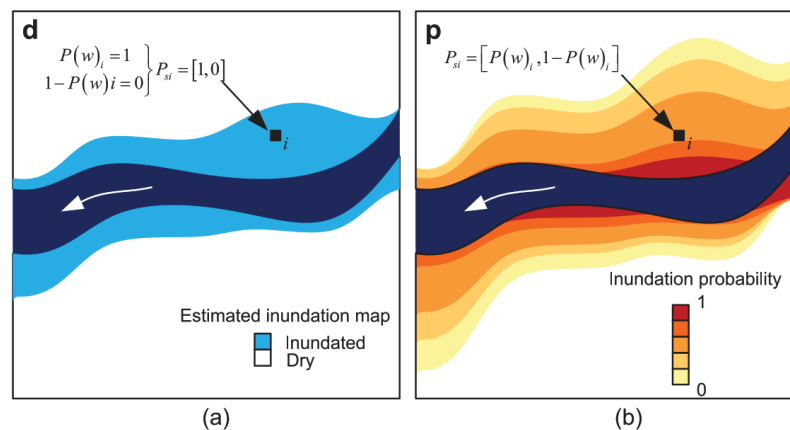 d
P(w)i = 1
1−P(w)i = 0 } Psi = [1,0]
i
Estimated inundation map
Inundated
Dry
(a)
p
Psi = [P(w)i ,1−P(w)i]
i
Inundation probability
1
0
(b)